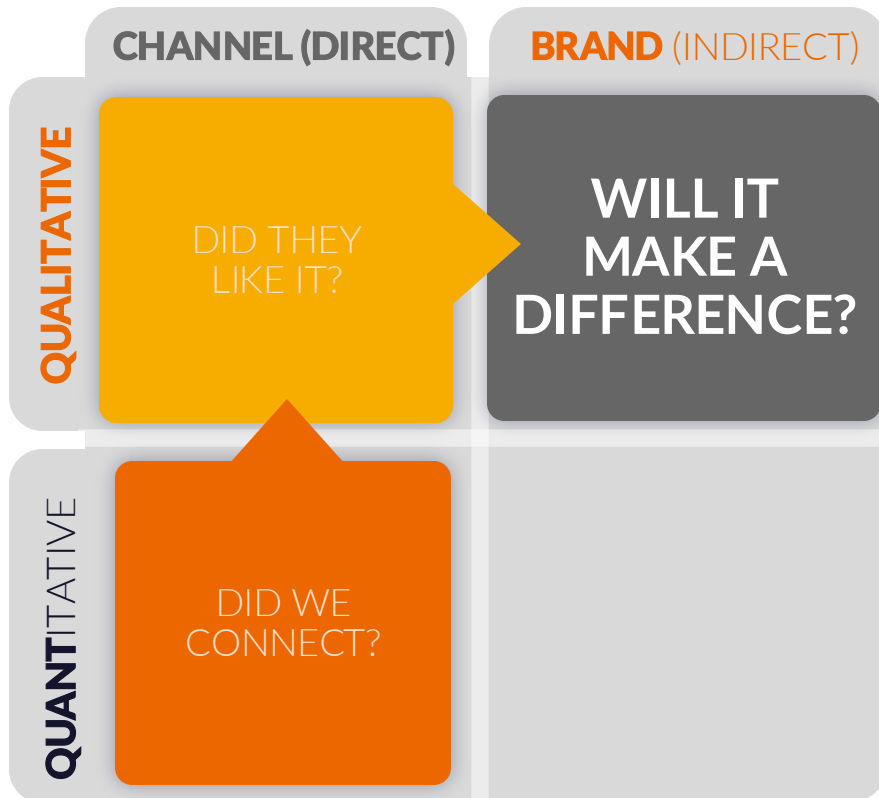 CHANNEL (DIRECT)
BRAND (INDIRECT)
QUALITATIVE
DID THEY
LIKE IT?
WILL IT
MAKE A
DIFFERENCE?
QUANTITATIVE
DID WE
CONNECT?